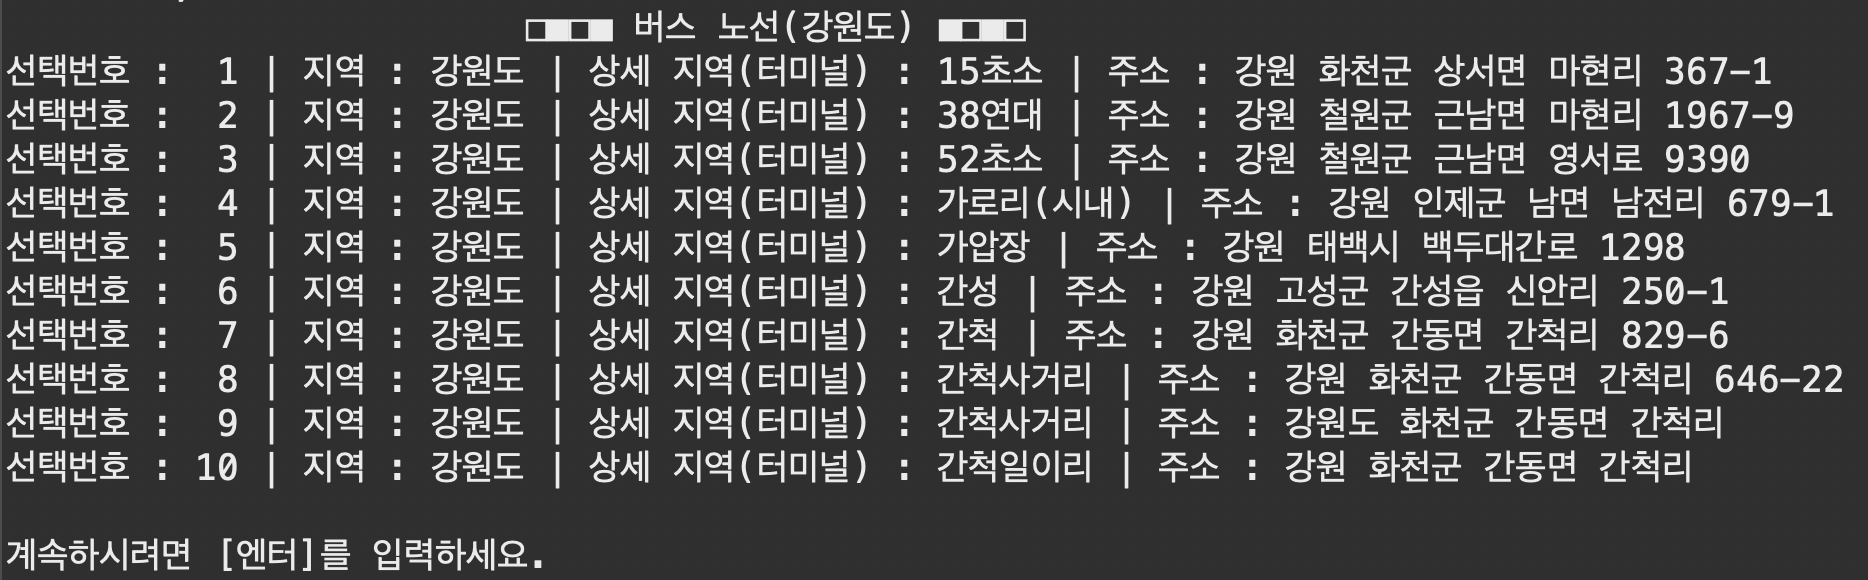 □■□■ 버스 노선(강원도) ■□■□
선택번호 :  1 | 지역 : 강원도 | 상세 지역(터미널) : 15초소 | 주소 : 강원 화천군 상서면 마현리 367-1
선택번호 :  2 | 지역 : 강원도 | 상세 지역(터미널) : 38연대 | 주소 : 강원 철원군 근남면 마현리 1967-9
선택번호 :  3 | 지역 : 강원도 | 상세 지역(터미널) : 52초소 | 주소 : 강원 철원군 근남면 영서로 9390
선택번호 :  4 | 지역 : 강원도 | 상세 지역(터미널) : 가로리(시내) | 주소 : 강원 인제군 남면 남전리 679-1
선택번호 :  5 | 지역 : 강원도 | 상세 지역(터미널) : 가압장 | 주소 : 강원 태백시 백두대간로 1298
선택번호 :  6 | 지역 : 강원도 | 상세 지역(터미널) : 간성 | 주소 : 강원 고성군 간성읍 신안리 250-1
선택번호 :  7 | 지역 : 강원도 | 상세 지역(터미널) : 간척 | 주소 : 강원 화천군 간동면 간척리 829-6
선택번호 :  8 | 지역 : 강원도 | 상세 지역(터미널) : 간척사거리 | 주소 : 강원 화천군 간동면 간척리 646-22
선택번호 :  9 | 지역 : 강원도 | 상세 지역(터미널) : 간척사거리 | 주소 : 강원도 화천군 간동면 간척리
선택번호 : 10 | 지역 : 강원도 | 상세 지역(터미널) : 간척일이리 | 주소 : 강원 화천군 간동면 간척리
계속하시려면 [엔터]를 입력하세요.